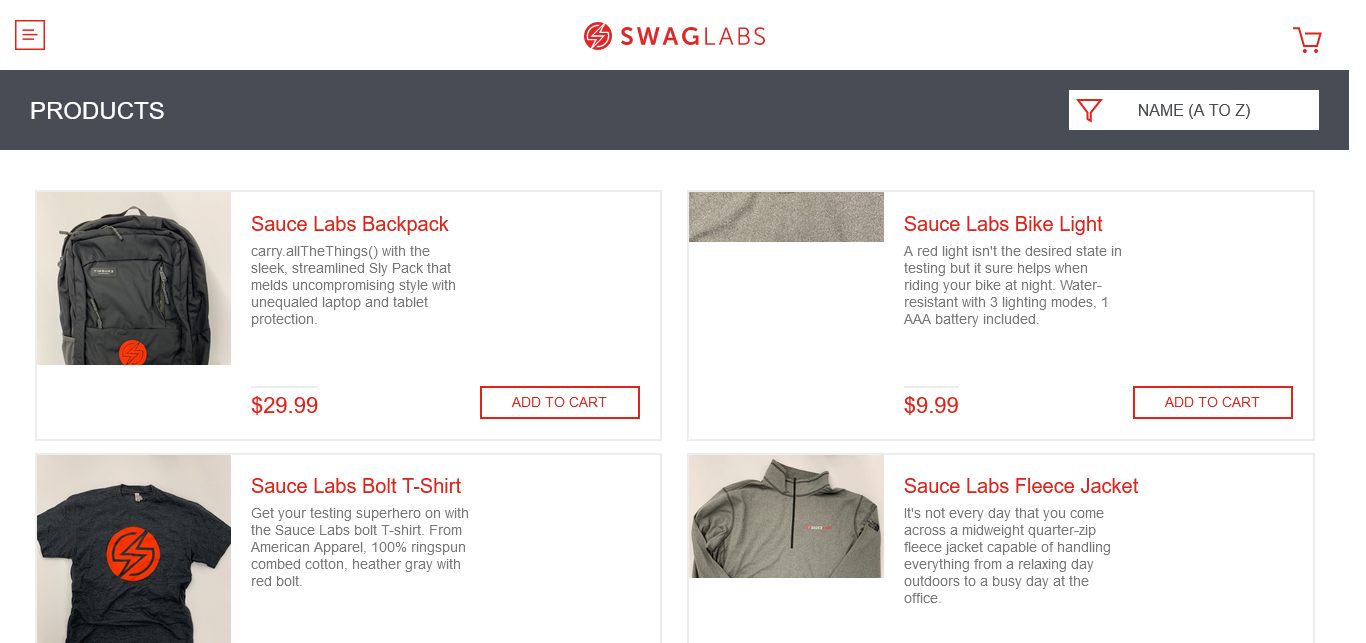 SWAGLABS
PRODUCTS
NAME (A TO Z)
Sauce Labs Backpack
carry.allTheThings() with the
sleek, streamlined Sly Pack that
melds uncompromising style with
unequaled laptop and tablet
protection.
$29.99
ADD TO CART
Sauce Labs Bike Light
A red light isn't the desired state in
testing but it sure helps when
riding your bike at night. Water-
resistant with 3 lighting modes, 1
AAA battery included.
$9.99
ADD TO CART
Sauce Labs Bolt T-Shirt
Get your testing superhero on with
the Sauce Labs bolt T-shirt. From
American Apparel, 100% ringspun
combed cotton, heather gray with
red bolt.
Sauce Labs Fleece Jacket
It's not every day that you come
across a midweight quarter-zip
fleece jacket capable of handling
everything from a relaxing day
outdoors to a busy day at the
office.